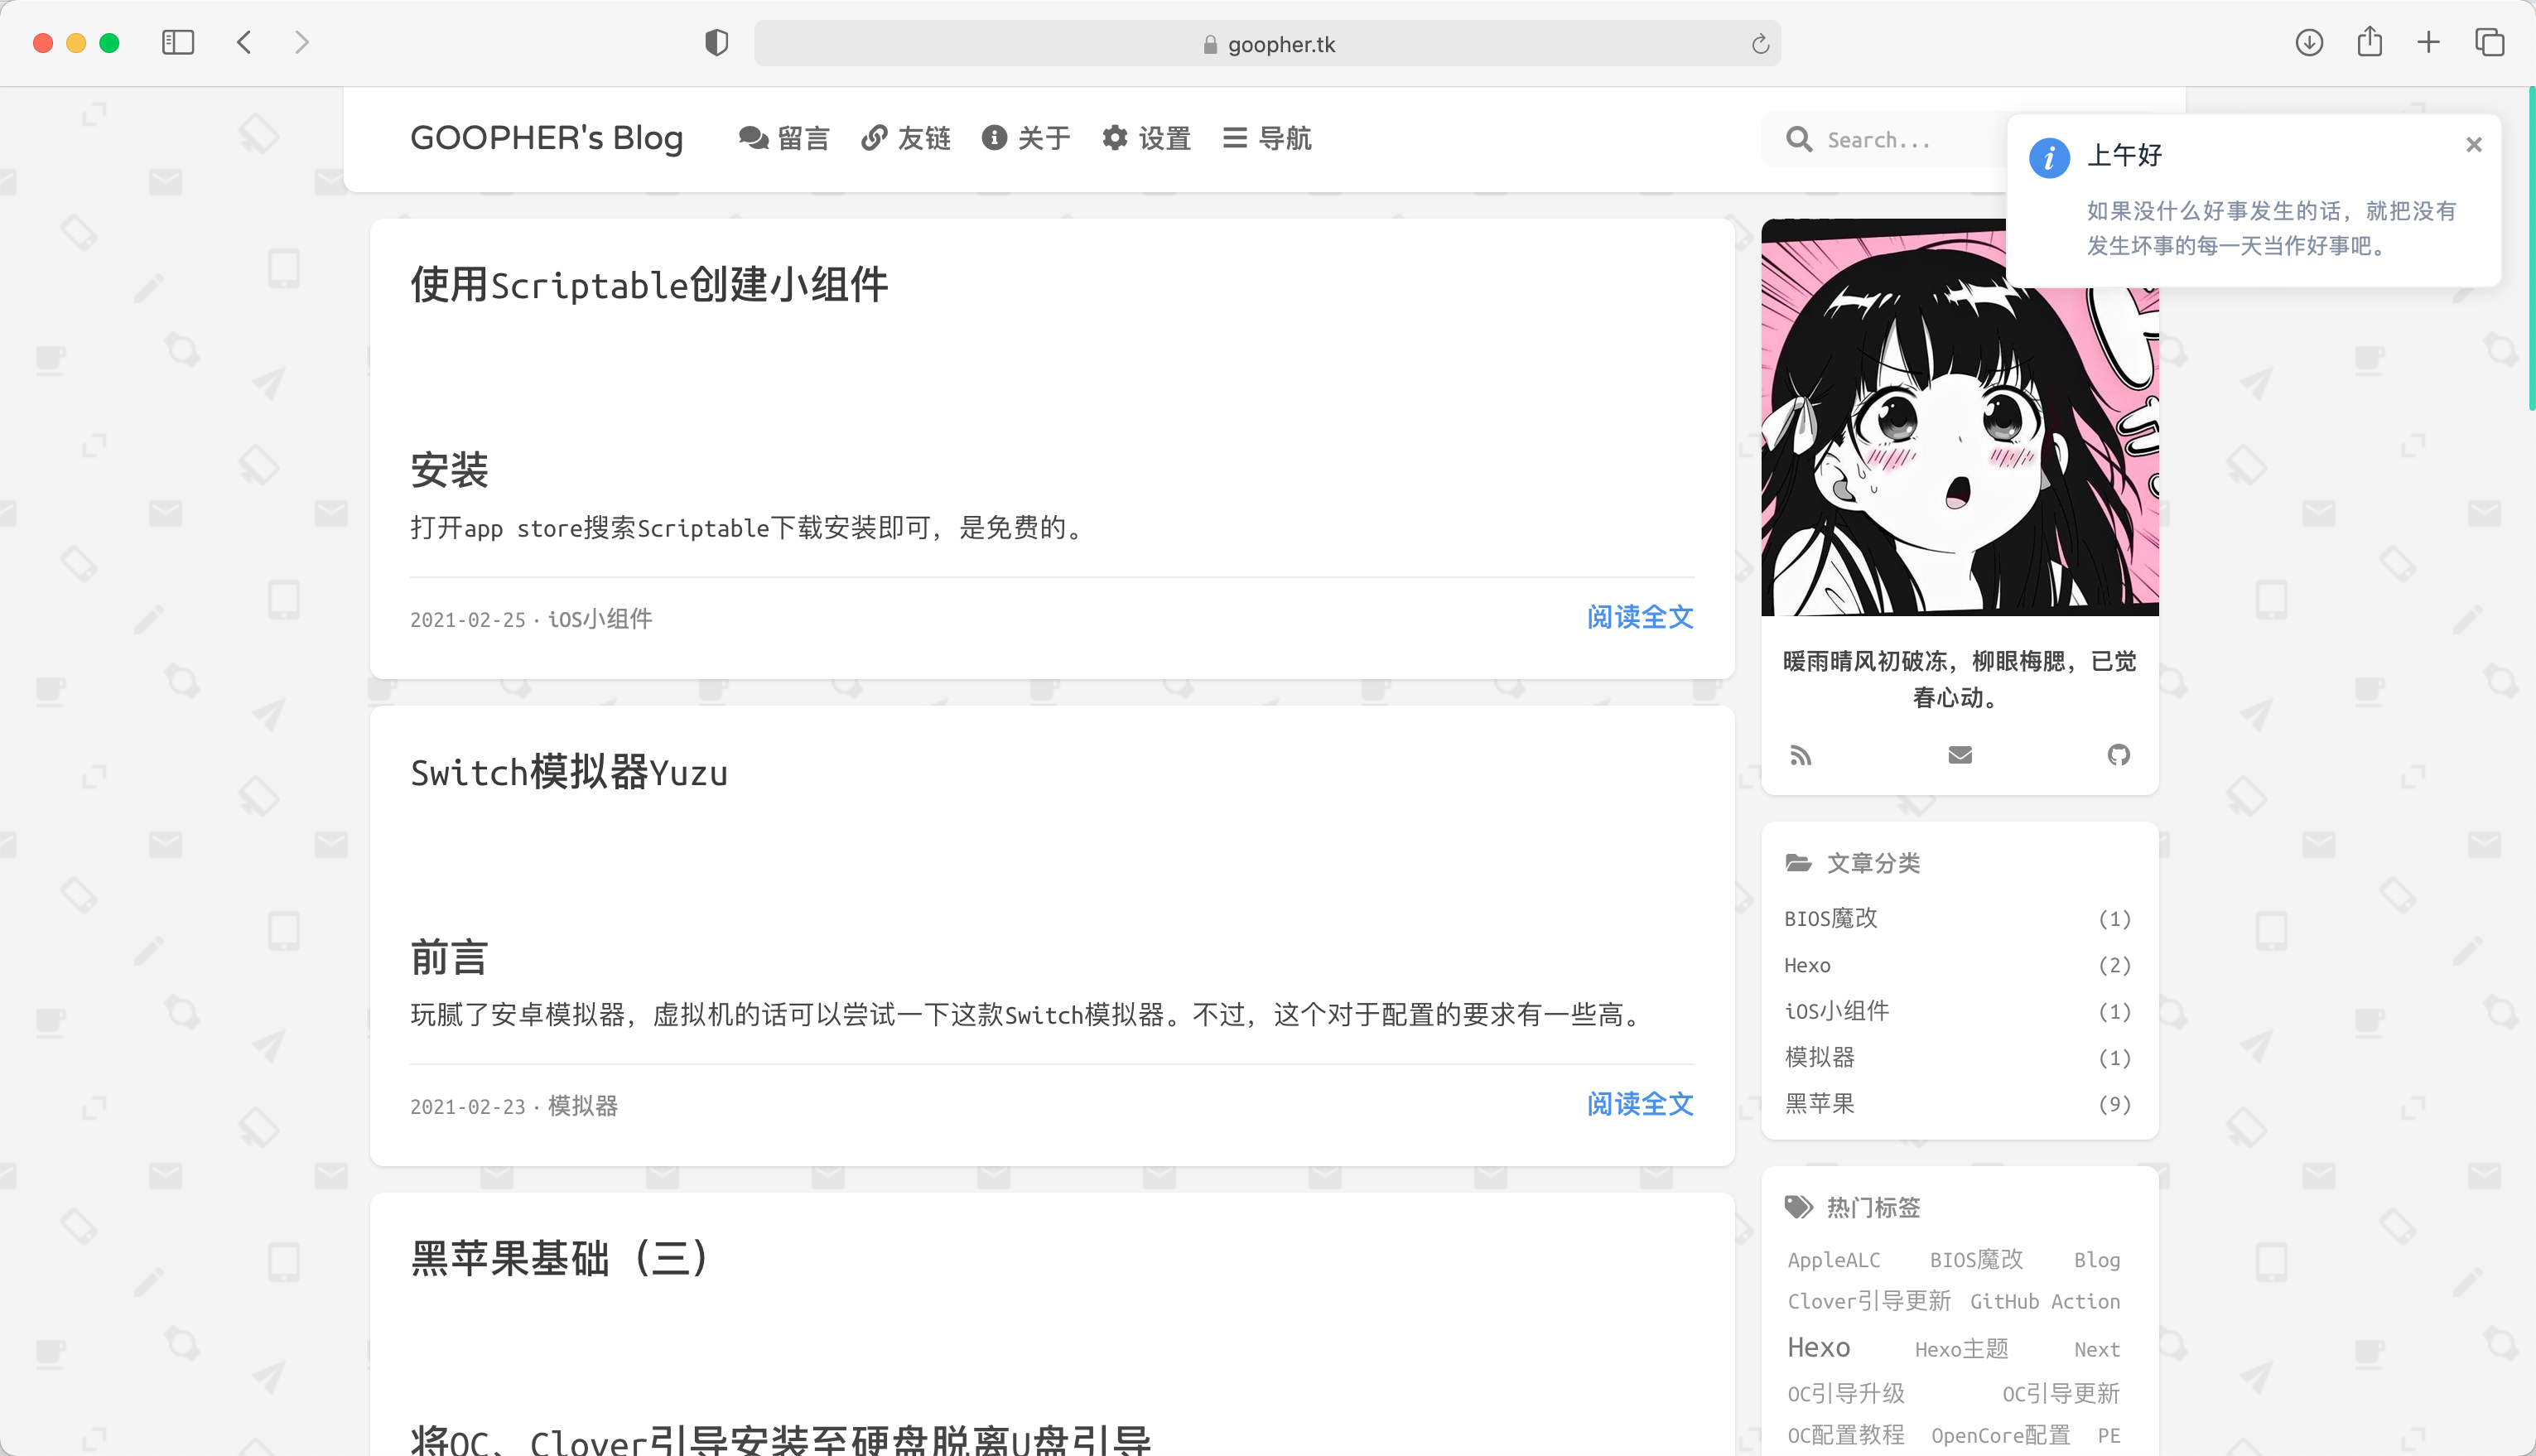 goopher.tk
GOOPHER's Blog
留言
友链
关于
设置
导航
Search...
上午好
如果没什么好事发生的话，就把没有
发生坏事的每一天当作好事吧。
使用Scriptable创建小组件
安装
打开app store搜索Scriptable下载安装即可，是免费的。
2021-02-25 · iOS小组件
阅读全文
Switch模拟器Yuzu
前言
玩腻了安卓模拟器，虚拟机的话可以尝试一下这款Switch模拟器。不过，这个对于配置的要求有一些高。
2021-02-23 · 模拟器
阅读全文
黑苹果基础（三）
将OC、Clover引导安装至硬盘脱离U盘引导
暖雨晴风初破冻，柳眼梅腮，已觉
春心动。
文章分类
BIOS魔改 (1)
Hexo (2)
iOS小组件 (1)
模拟器 (1)
黑苹果 (9)
热门标签
AppleALC BIOS魔改 Blog
Clover引导更新 GitHub Action
Hexo Hexo主题 Next
OC引导升级 OC引导更新
OC配置教程 OpenCore配置 PE